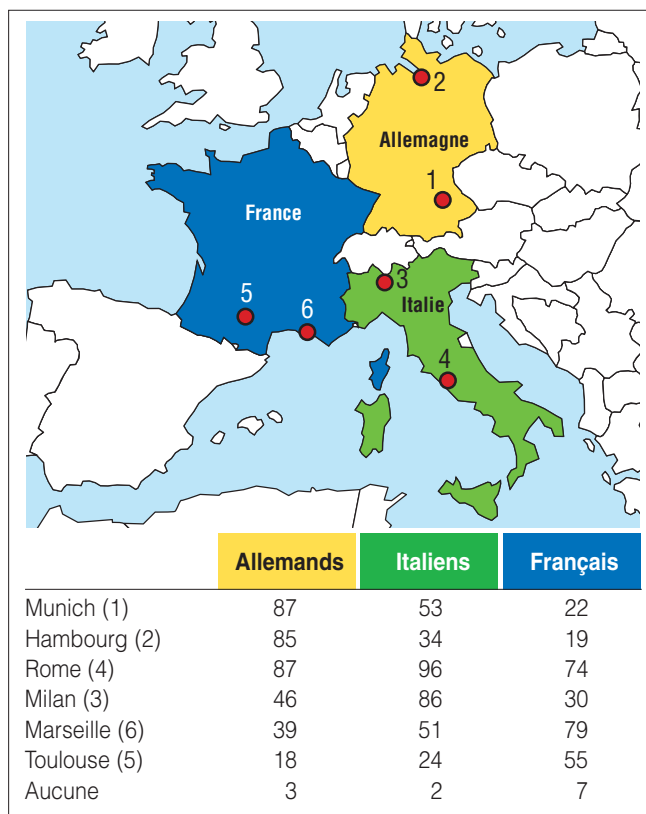 2
Allemagne
1
France
3
5
6
Italie
4
Allemands Italiens Français
Munich (1) 87 53 22
Hambourg (2) 85 34 19
Rome (4) 87 96 74
Milan (3) 46 86 30
Marseille (6) 39 51 79
Toulouse (5) 18 24 55
Aucune 3 2 7